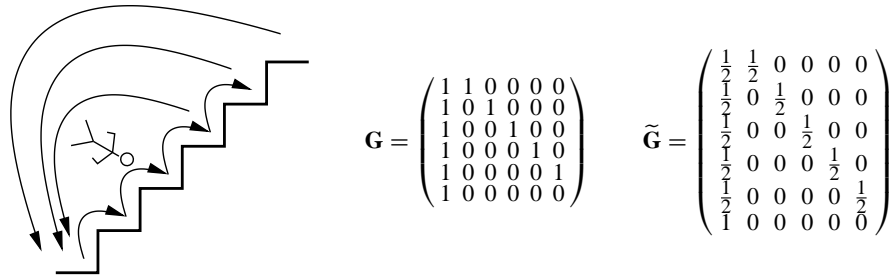 G = ( 1 1 0 0 0 0
1 0 1 0 0 0
1 0 0 1 0 0
1 0 0 0 1 0
1 0 0 0 0 1
1 0 0 0 0 0 )
G̃ = ( 1/2 1/2 0 0 0 0
1/2 0 1/2 0 0 0
1/2 0 0 1/2 0 0
1/2 0 0 0 1/2 0
1/2 0 0 0 0 1/2
1 0 0 0 0 0 )